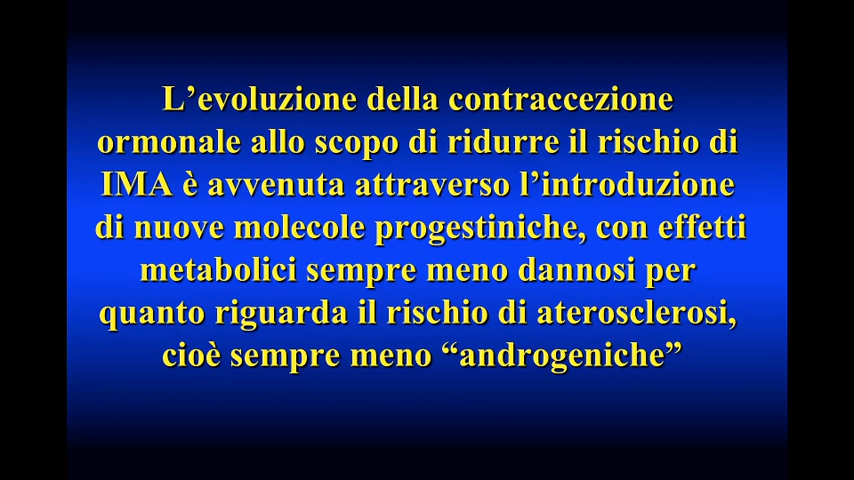 L’evoluzione della contraccezione
ormonale allo scopo di ridurre il rischio di
IMA è avvenuta attraverso l’introduzione
di nuove molecole progestiniche, con effetti
metabolici sempre meno dannosi per
quanto riguarda il rischio di aterosclerosi,
cioè sempre meno “androgeniche”